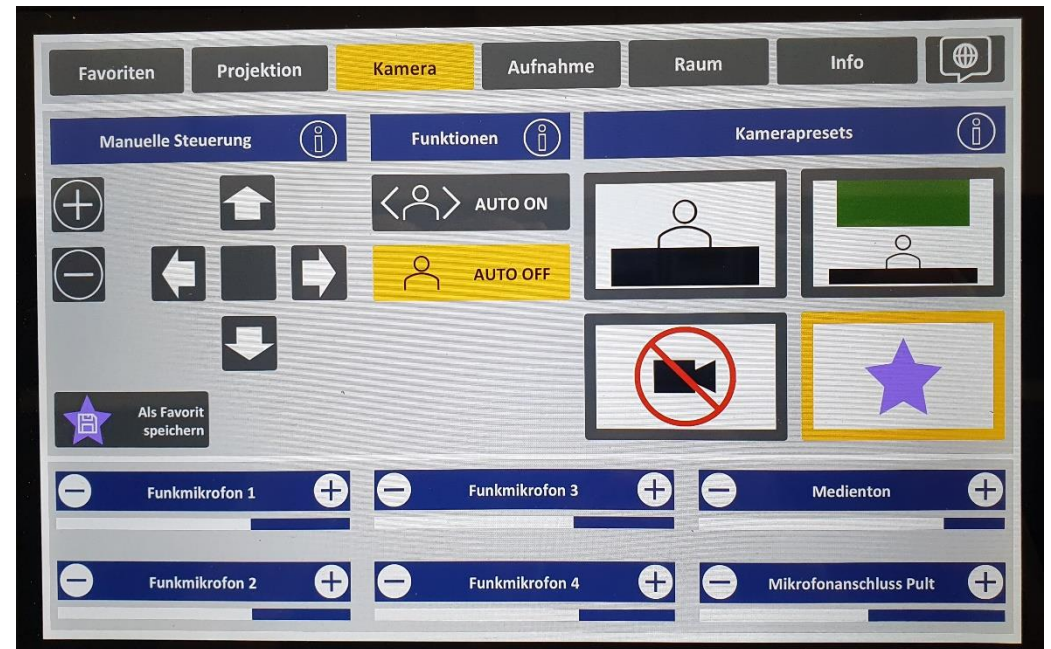 Favoriten
Projektion
Kamera
Aufnahme
Raum
Info
Manuelle Steuerung
Funktionen
Kamerapresets
AUTO ON
AUTO OFF
Als Favorit
speichern
Funkmikrofon 1
Funkmikrofon 3
Medienton
Funkmikrofon 2
Funkmikrofon 4
Mikrofonanschluss Pult